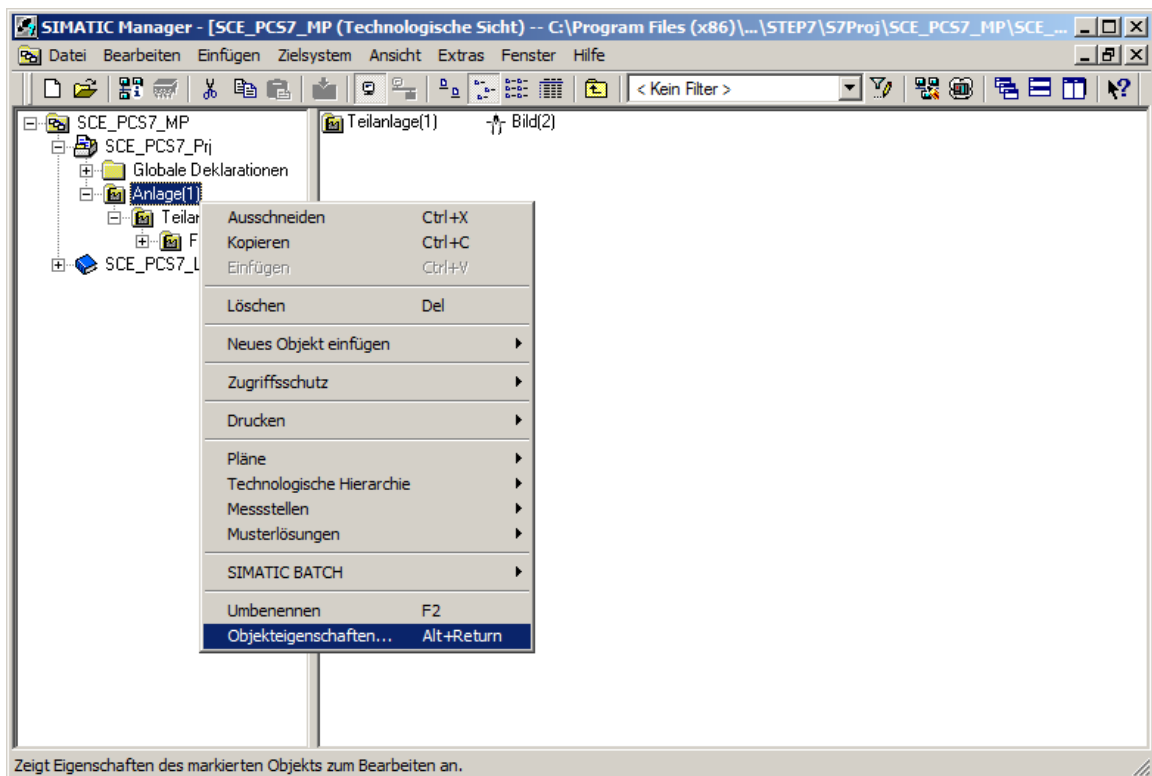 SIMATIC Manager - [SCE_PCS7_MP (Technologische Sicht) -- C:\Program Files (x86)\...\STEP7\S7Proj\SCE_PCS7_MP\SCE_...
Datei Bearbeiten Einfügen Zielsystem Ansicht Extras Fenster Hilfe
< Kein Filter >
SCE_PCS7_MP
SCE_PCS7_Prj
Globale Deklarationen
Anlage(1)
Teilar
F
SCE_PCS7_L
Teilanlage(1) Bild(2)
Ausschneiden Ctrl+X
Kopieren Ctrl+C
Einfügen Ctrl+V
Löschen Del
Neues Objekt einfügen
Zugriffsschutz
Drucken
Pläne
Technologische Hierarchie
Messstellen
Musterlösungen
SIMATIC BATCH
Umbenennen F2
Objekteigenschaften... Alt+Return
Zeigt Eigenschaften des markierten Objekts zum Bearbeiten an.